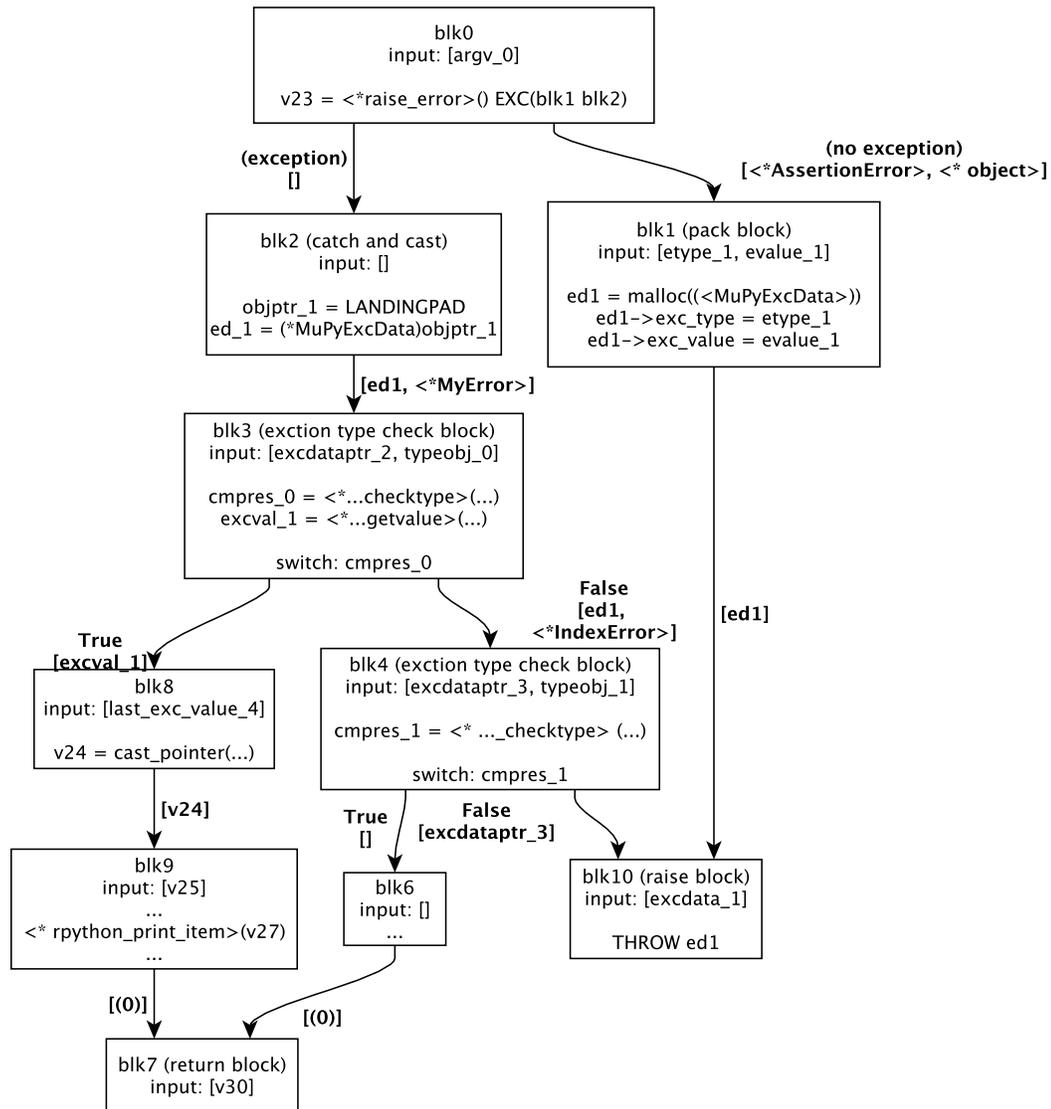 blk0
input: [argv_0]
v23 = <*raise_error>() EXC(blk1 blk2)
(exception)
[]
(no exception)
[<*AssertionError>, <* object>]
blk2 (catch and cast)
input: []
objptr_1 = LANDINGPAD
ed_1 = (*MuPyExcData)objptr_1
blk1 (pack block)
input: [etype_1, evalue_1]
ed1 = malloc((<MuPyExcData>))
ed1->exc_type = etype_1
ed1->exc_value = evalue_1
[ed1, <*MyError>]
blk3 (exction type check block)
input: [excdataptr_2, typeobj_0]
cmpres_0 = <*...checktype>(...)
excval_1 = <*...getvalue>(...)
switch: cmpres_0
True
[excval_1]
False
[ed1,
<*IndexError>]
[ed1]
blk8
input: [last_exc_value_4]
v24 = cast_pointer(...)
blk4 (exction type check block)
input: [excdataptr_3, typeobj_1]
cmpres_1 = <* ..._checktype> (...)
switch: cmpres_1
[v24]
True
[]
False
[excdataptr_3]
blk9
input: [v25]
...
<* rpython_print_item>(v27)
...
blk6
input: []
...
blk10 (raise block)
input: [excdata_1]
THROW ed1
[(0)]
[(0)]
blk7 (return block)
input: [v30]